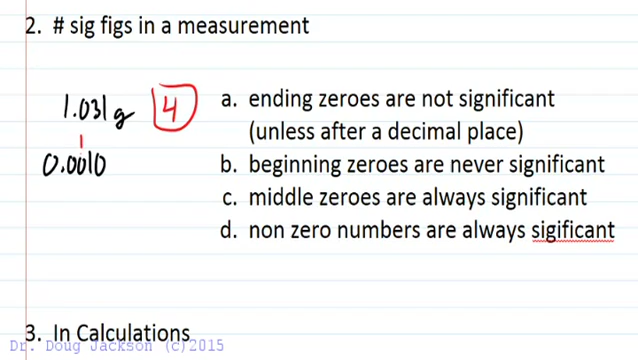 2. # sig figs in a measurement
1.031 g 4
0.0010
a. ending zeroes are not significant
(unless after a decimal place)
b. beginning zeroes are never significant
c. middle zeroes are always significant
d. non zero numbers are always sigificant
3. In Calculations
Dr. Doug Jackson (c)2015